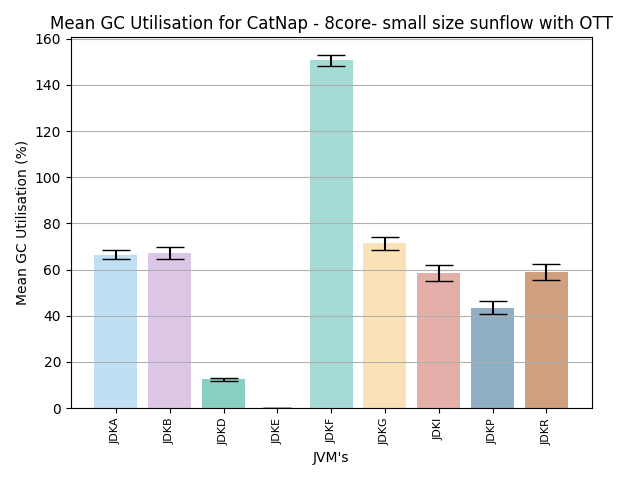 Mean GC Utilisation for CatNap - 8core- small size sunflow with OTT
Mean GC Utilisation (%)
160
140
120
100
80
60
40
20
0
JDKA
JDKB
JDKD
JDKE
JDKF
JDKG
JDKI
JDKP
JDKR
JVM's